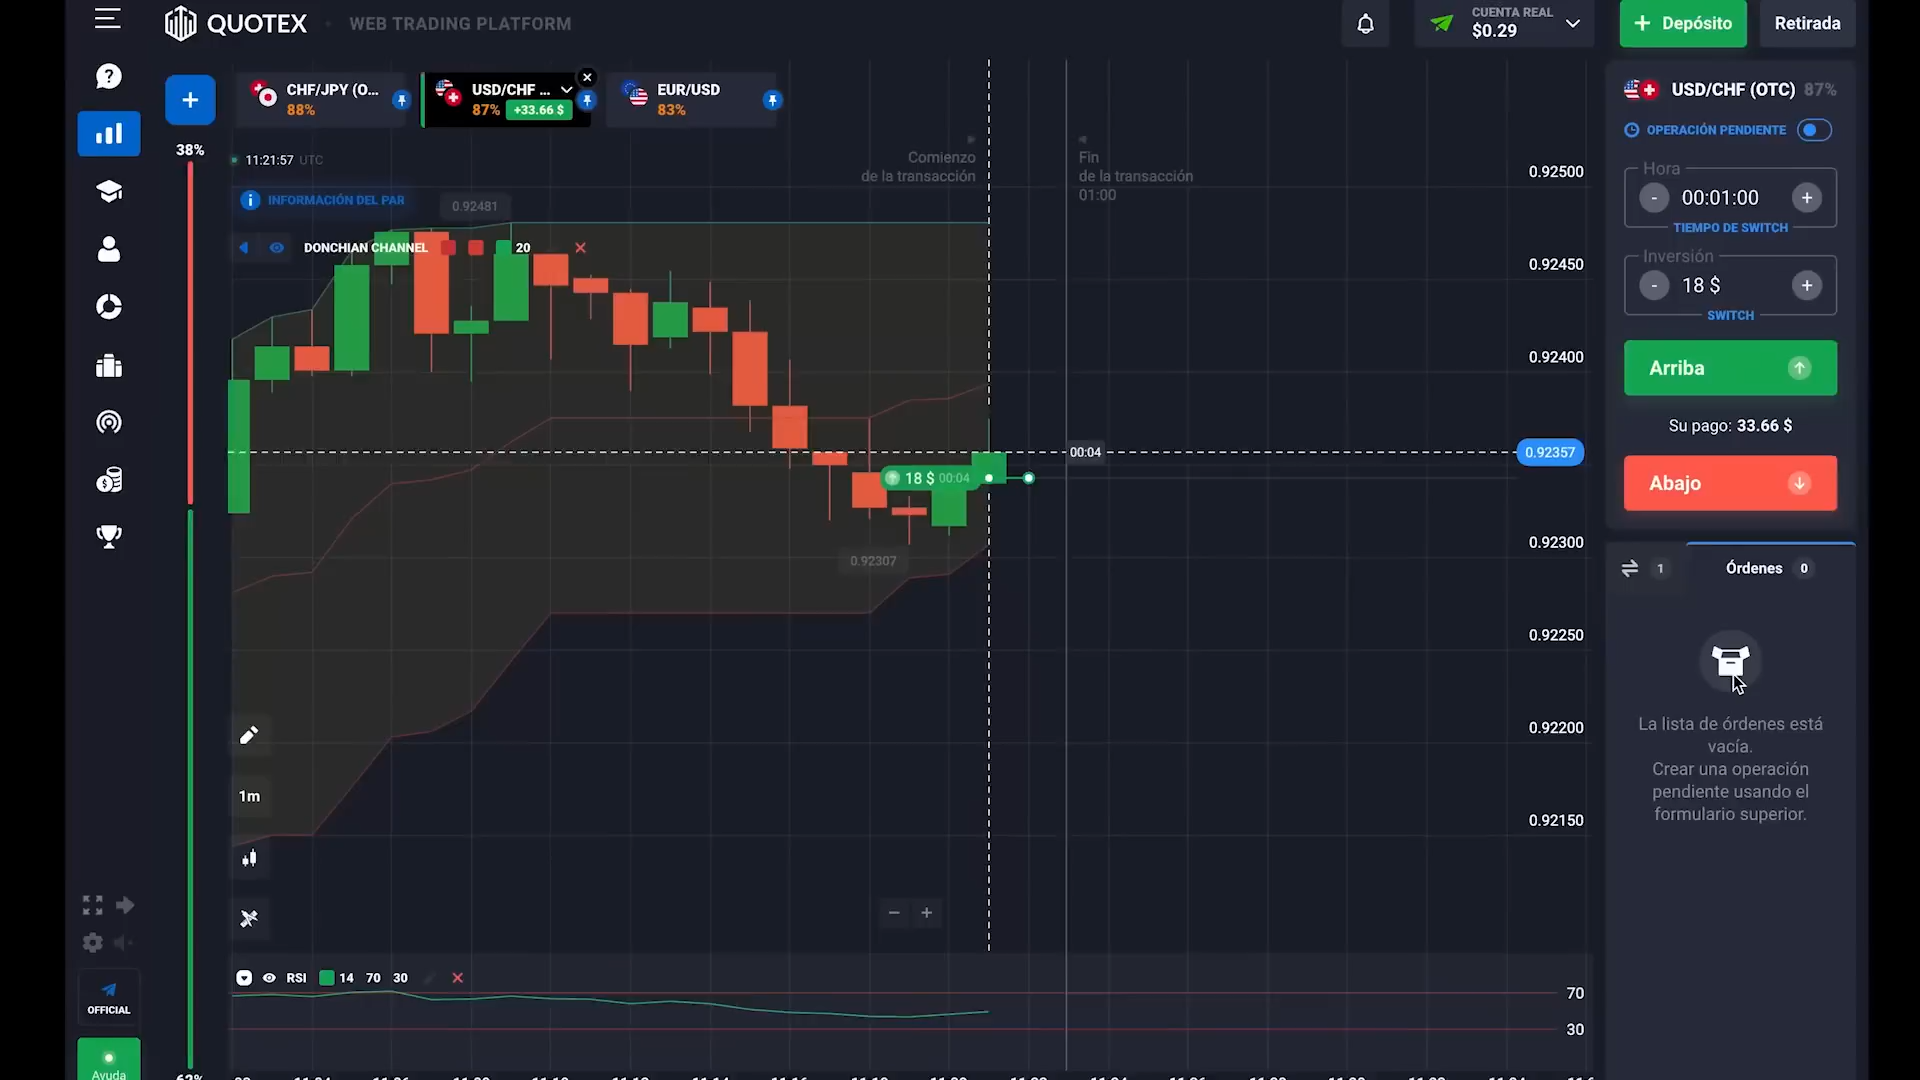 QUOTEX
WEB TRADING PLATFORM
CUENTA REAL
$0.29
+ Depósito
Retirada
CHF/JPY (O...
88%
USD/CHF ...
87%
+33.66 $
EUR/USD
83%
38%
11:21:57 UTC
INFORMACIÓN DEL PAR
0.92481
DONCHIAN CHANNEL
20
Comienzo
de la transacción
Fin
de la transacción
01:00
0.92500
0.92450
0.92400
0.92357
0.92300
0.92250
0.92200
0.92150
00:04
18 $ 00:04
0.92307
1m
RSI
14 70 30
70
30
OFFICIAL
Ayuda
USD/CHF (OTC) 87%
OPERACIÓN PENDIENTE
Hora
- 00:01:00 +
TIEMPO DE SWITCH
Inversión
- 18 $ +
SWITCH
Arriba
Su pago: 33.66 $
Abajo
1
Órdenes 0
La lista de órdenes está
vacía.
Crear una operación
pendiente usando el
formulario superior.